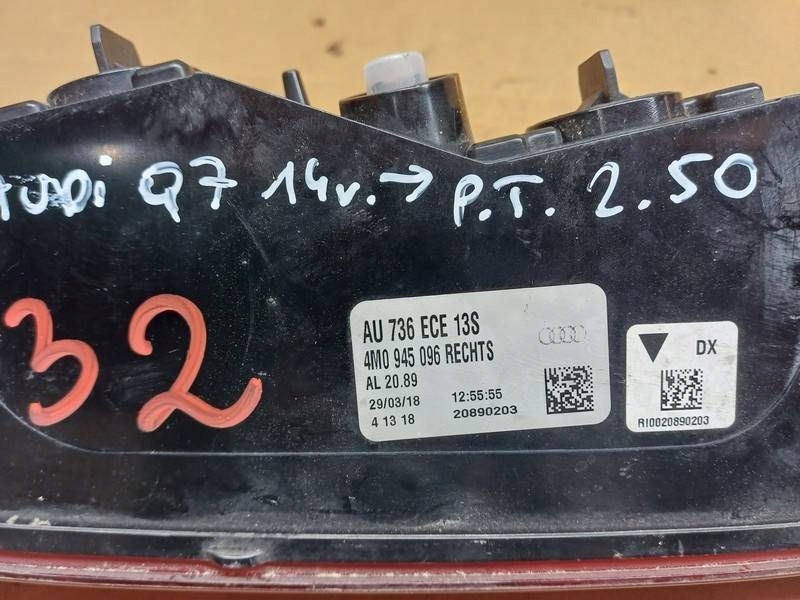 AUDI Q7 14v. → P.T. 2.50
32
AU 736 ECE 13S
4M0 945 096 RECHTS
AL 20.89
29/03/18 12:55:55
4 13 18 20890203
DX
RI0020890203